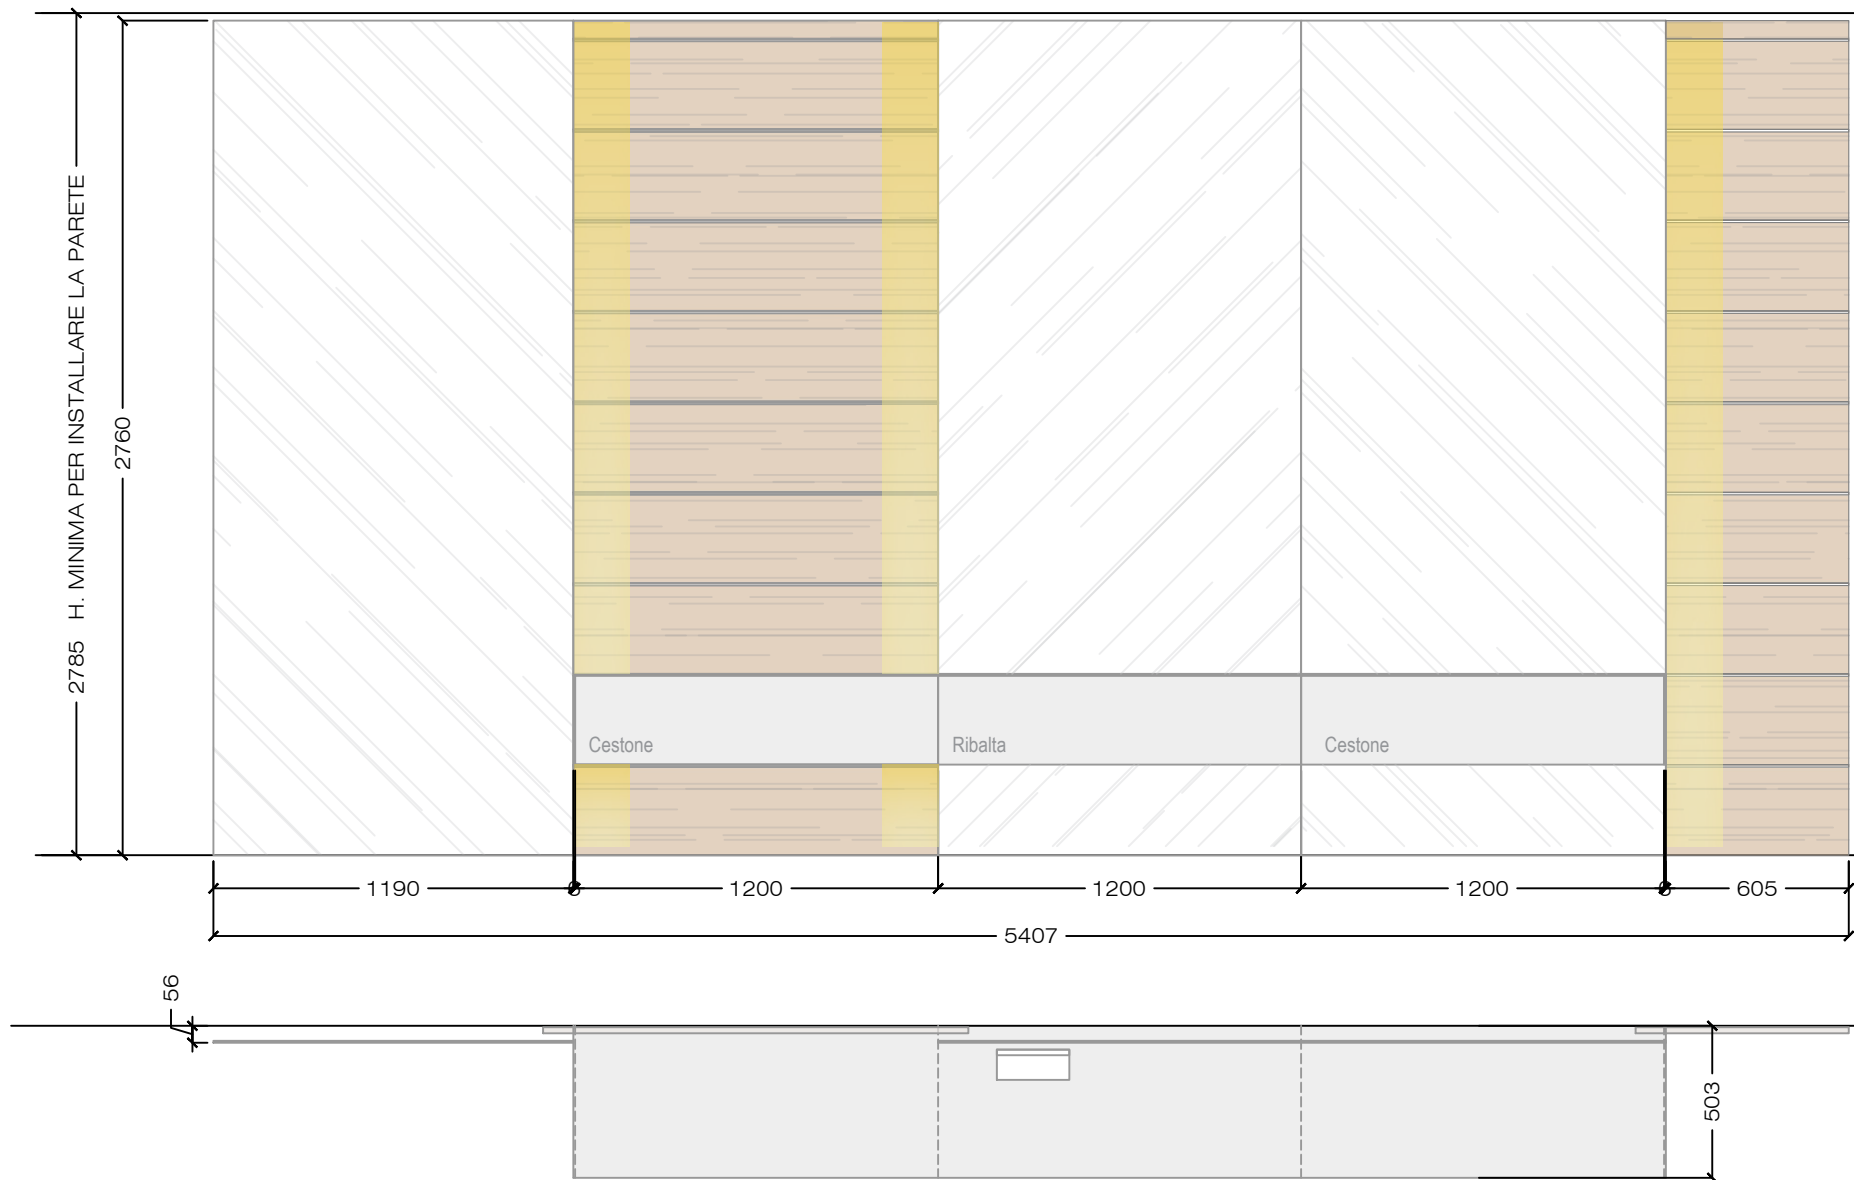 2785 H. MINIMA PER INSTALLARE LA PARETE
2760
Cestone
Ribalta
Cestone
1190
1200
1200
1200
605
5407
56
503